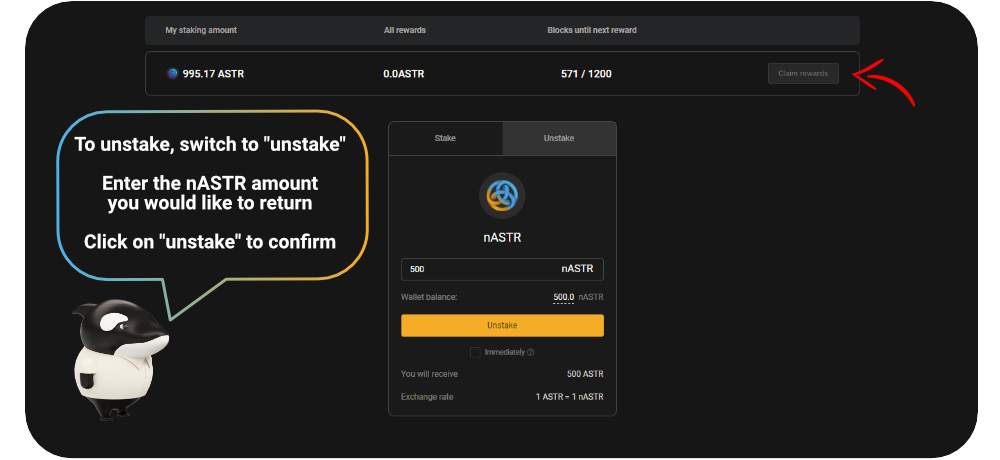 My staking amount All rewards Blocks until next reward
995.17 ASTR 0.0ASTR 571 / 1200 Claim rewards
To unstake, switch to "unstake"
Enter the nASTR amount
you would like to return
Click on "unstake" to confirm
Stake Unstake
nASTR
500 nASTR
Wallet balance: 500.0 nASTR
Unstake
Immediately
You will receive 500 ASTR
Exchange rate 1 ASTR = 1 nASTR